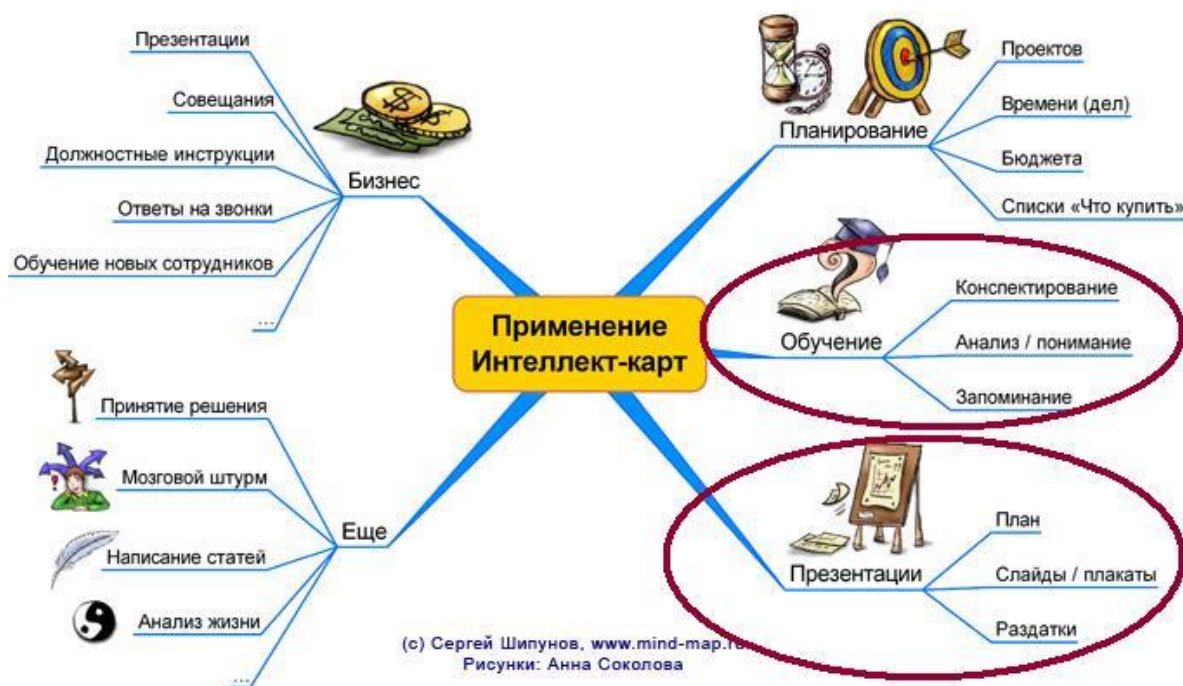 Применение
Интеллект-карт
Планирование
Проектов
Времени (дел)
Бюджета
Списки «Что купить»
Обучение
Конспектирование
Анализ / понимание
Запоминание
Презентации
План
Слайды / плакаты
Раздатки
Бизнес
Презентации
Совещания
Должностные инструкции
Ответы на звонки
Обучение новых сотрудников
...
Еще
Принятие решения
Мозговой штурм
Написание статей
Анализ жизни
...
(с) Сергей Шипунов, www.mind-map.ru
Рисунки: Анна Соколова